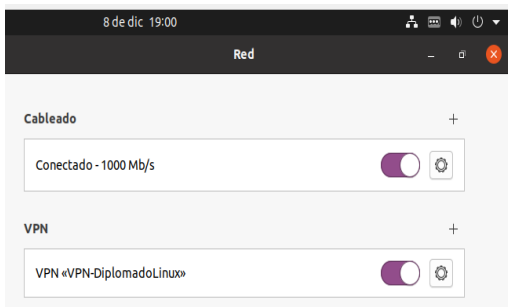 8 de dic 19:00
Red
Cableado
Conectado - 1000 Mb/s
VPN
VPN «VPN-DiplomadoLinux»